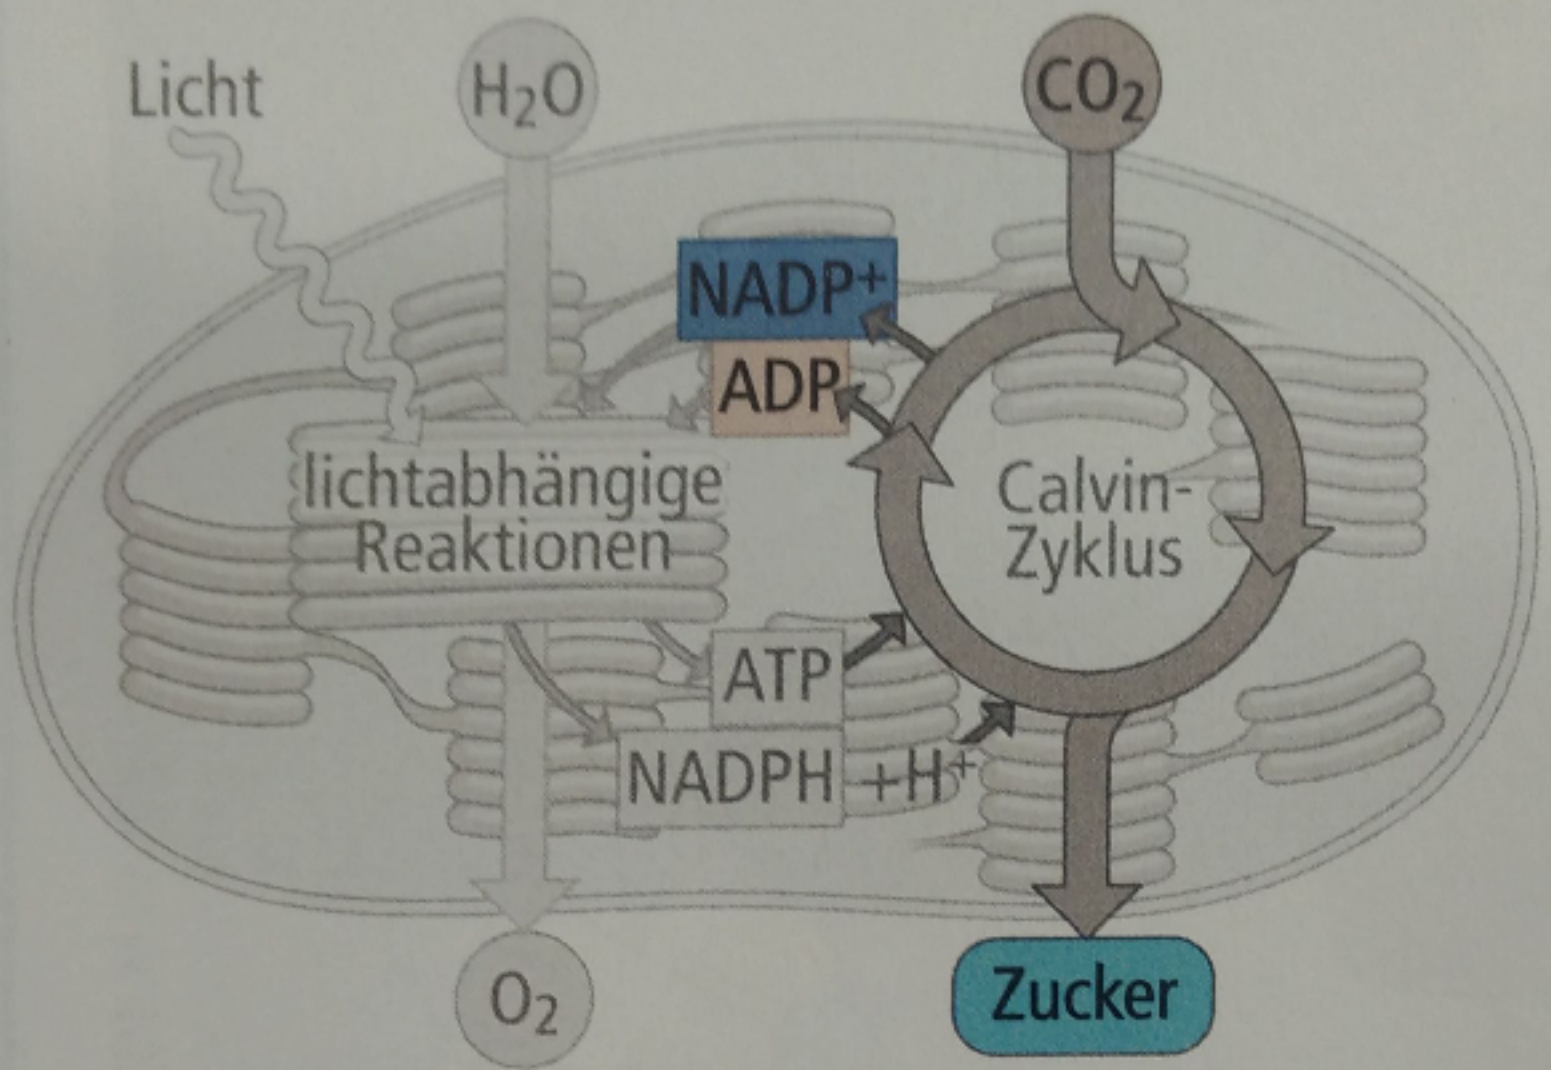 Licht
H₂O
CO₂
NADP⁺
ADP
lichtabhängige
Reaktionen
Calvin-
Zyklus
ATP
NADPH +H⁺
O₂
Zucker